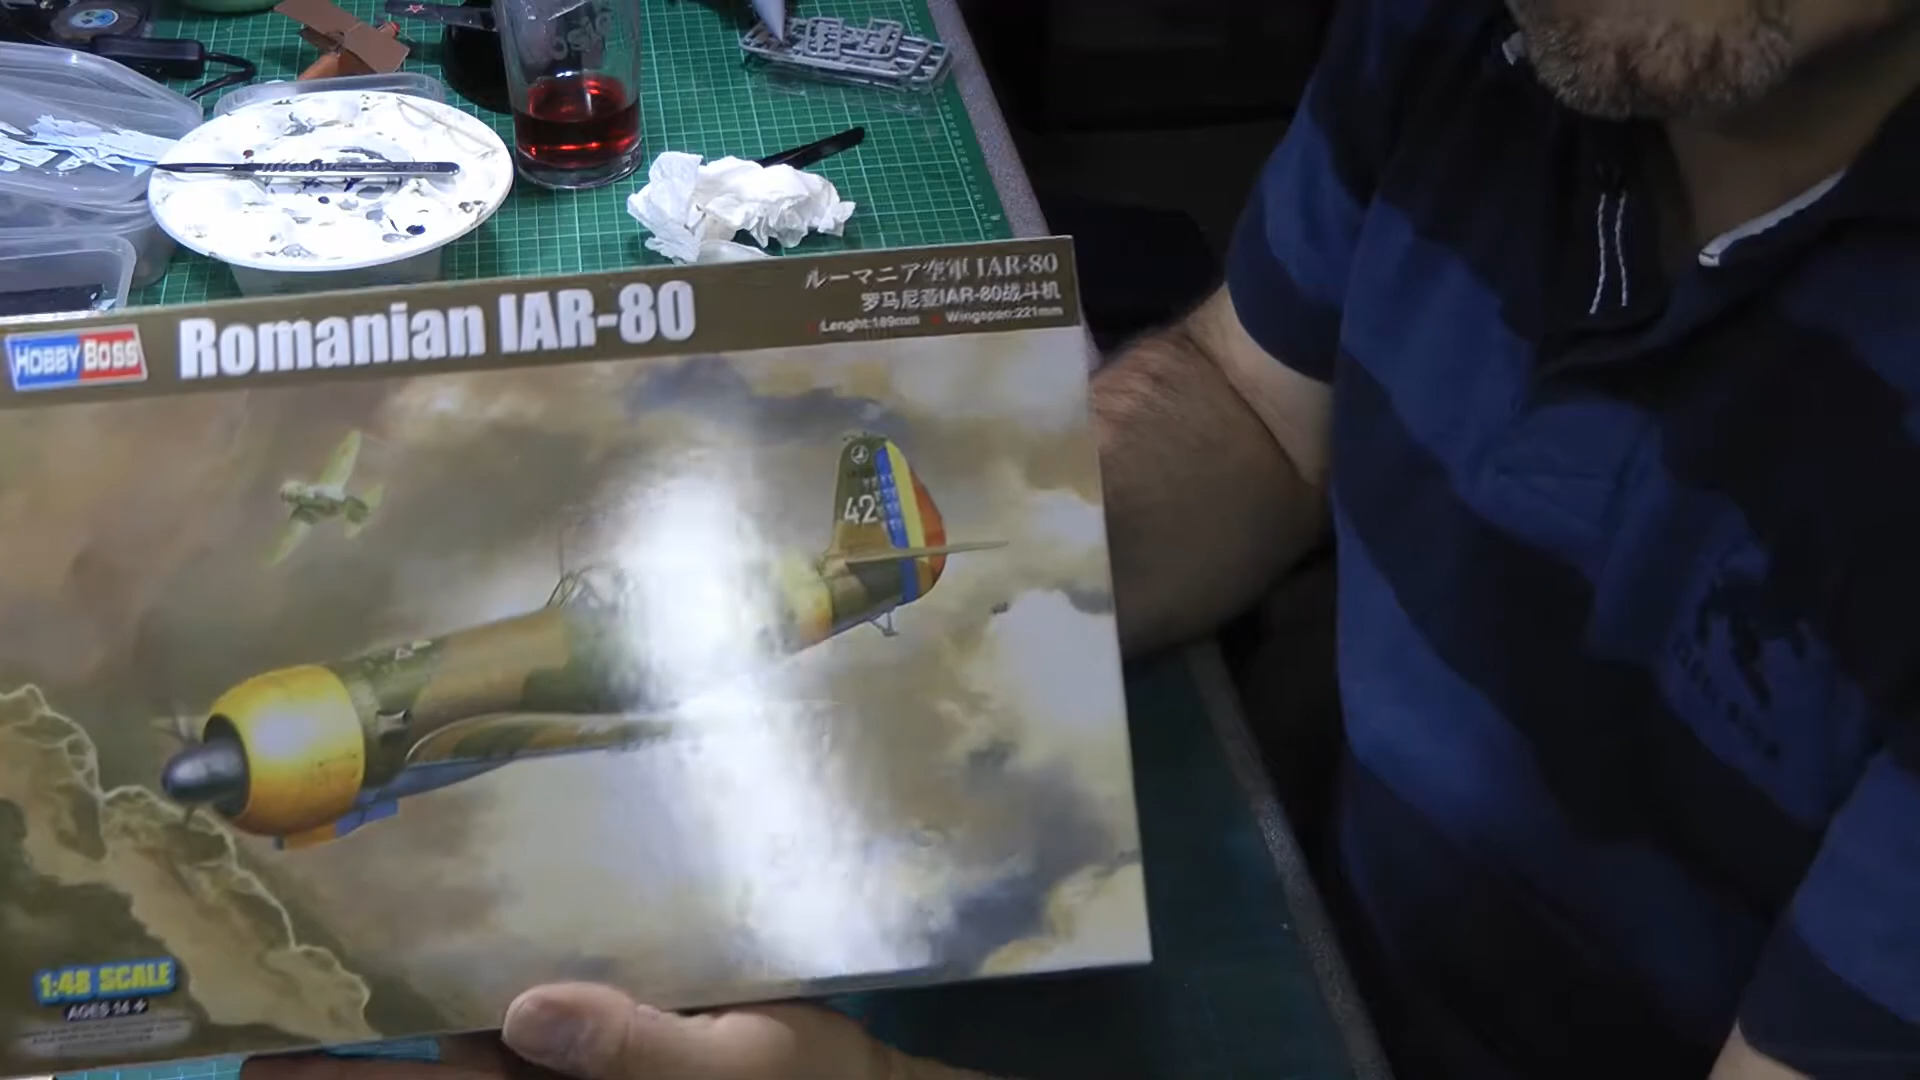 HOBBY BOSS
Romanian IAR-80
ルーマニア空軍 IAR-80
罗马尼亚IAR-80战斗机
Lenght:189mm Wingspan:221mm
42
1:48 SCALE
AGES 14+